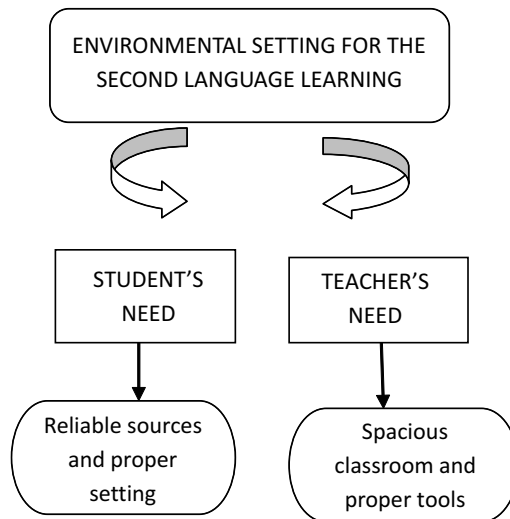 ENVIRONMENTAL SETTING FOR THE
SECOND LANGUAGE LEARNING
STUDENT’S
NEED
TEACHER’S
NEED
Reliable sources
and proper
setting
Spacious
classroom and
proper tools